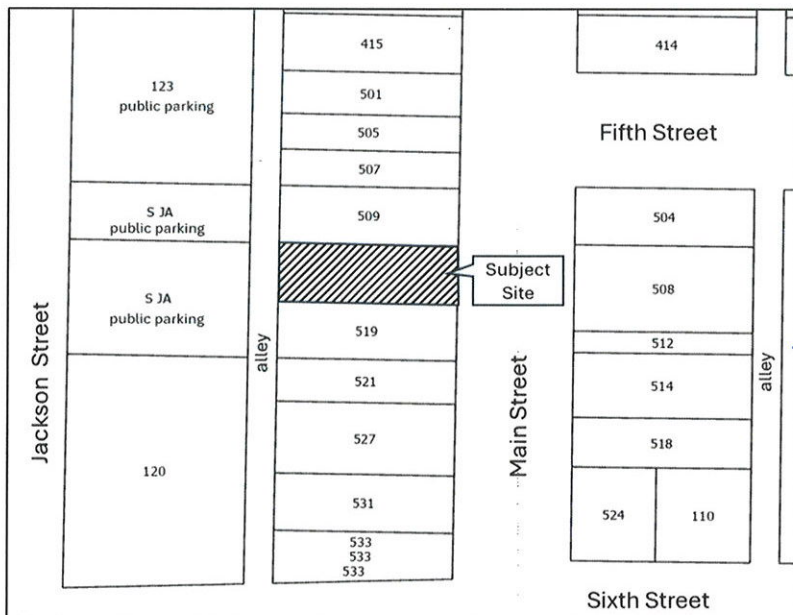 415
414
123
public parking
501
Fifth Street
505
507
S JA
public parking
509
504
Subject
Site
S JA
public parking
508
519
512
Jackson Street
alley
521
Main Street
514
alley
527
518
120
531
524
110
533
533
533
Sixth Street